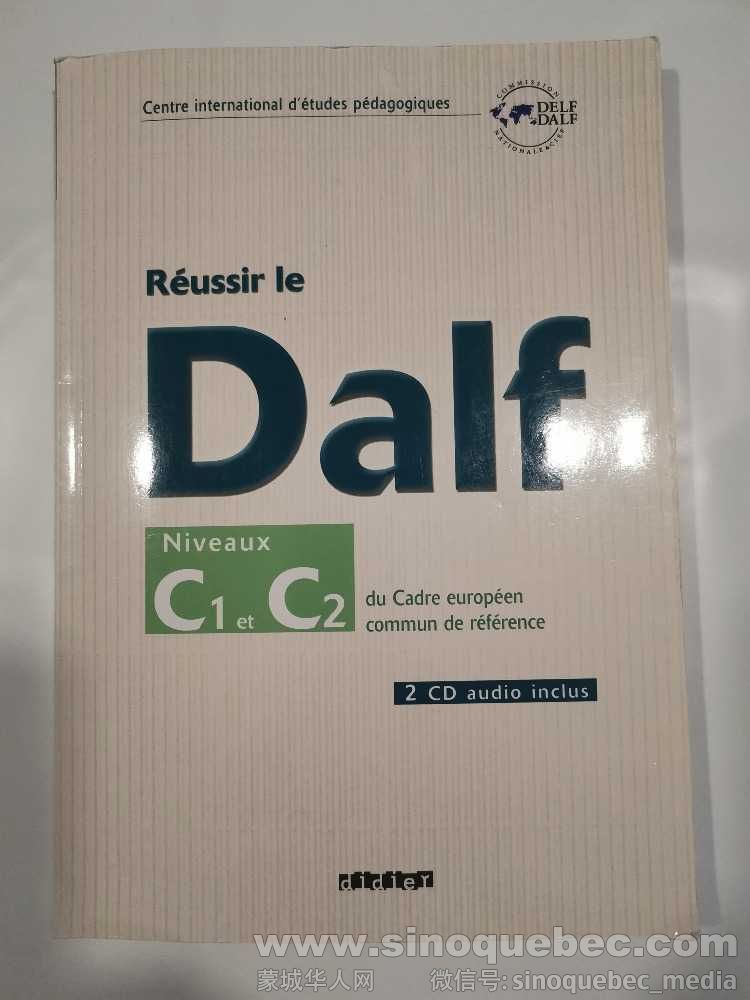 Centre international d'études pédagogiques
COMMISSION
DELF
DALF
NATIONALE & CIEP
Réussir le
Dalf
Niveaux
C1 et C2
du Cadre européen
commun de référence
2 CD audio inclus
didier
www.sinoquebec.com
蒙城华人网 微信号:sinoquebec_media